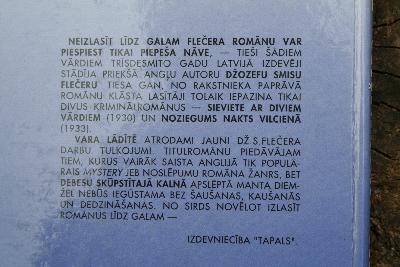 NEIZLASĪT LĪDZ GALAM FLEČERA ROMĀNU VAR
PIESPIEST TIKAI PIEPEŠA NĀVE, — TIEŠI ŠĀDIEM
VĀRDIEM TRĪSDESMITO GADU LATVIJĀ IZDEVĒJI
STĀDĪJA PRIEKŠĀ ANGĻU AUTORU DŽOZEFU SMISU
FLEČERU. TIESA GAN, NO RAKSTNIEKA PAPRĀVĀ
ROMĀNU KLĀSTA LASĪTĀJI TOLAIK IEPAZINA TIKAI
DIVUS KRIMINĀLROMĀNUS — SIEVIETE AR DIVIEM
VĀRDIEM (1930) UN NOZIEGUMS NAKTS VILCIENĀ
(1933).
VARA LĀDĪTĒ ATRODAMI JAUNI DŽ.S.FLEČERA
DARBU TULKOJUMI. TITULROMĀNU PIEDĀVĀJAM
TIEM, KURUS VAIRĀK SAISTA ANGLIJĀ TIK POPULĀ-
RAIS MYSTERY JEB NOSLĒPUMU ROMĀNA ŽANRS, BET
DEBESU SKŪPSTĪTAJĀ KALNĀ APSLĒPTĀ MANTA DIEM-
ŽĒL NEBŪS IEGŪSTAMA BEZ ŠAUŠANAS, KAUŠANĀS
UN DEDZINĀŠANAS. NO SIRDS NOVĒLOT IZLASĪT
ROMĀNUS LĪDZ GALAM —
IZDEVNIECĪBA "TAPALS".